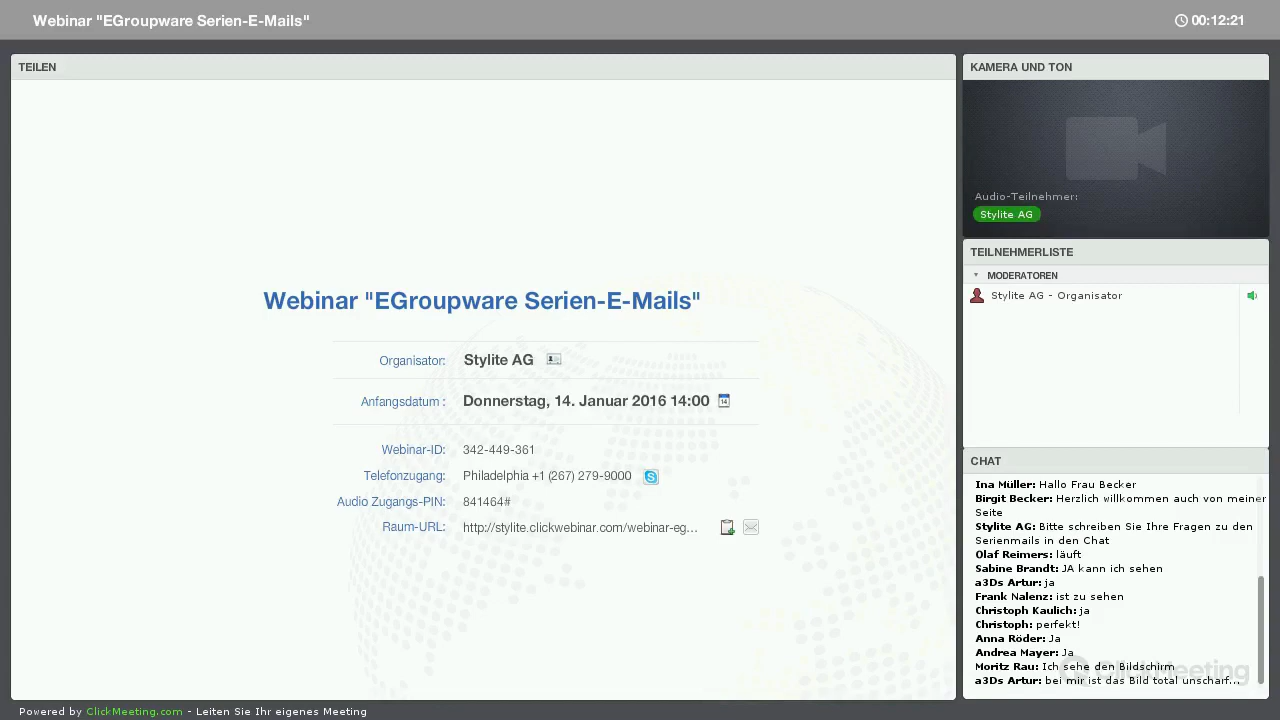 Webinar "EGroupware Serien-E-Mails"
00:12:21
TEILEN
Webinar "EGroupware Serien-E-Mails"
Organisator: Stylite AG
Anfangsdatum : Donnerstag, 14. Januar 2016 14:00
14
Webinar-ID: 342-449-361
Telefonzugang: Philadelphia +1 (267) 279-9000
Audio Zugangs-PIN: 841464#
Raum-URL: http://stylite.clickwebinar.com/webinar-eg...
KAMERA UND TON
Audio-Teilnehmer:
Stylite AG
TEILNEHMERLISTE
MODERATOREN
Stylite AG - Organisator
CHAT
Ina Müller: Hallo Frau Becker
Birgit Becker: Herzlich willkommen auch von meiner
Seite
Stylite AG: Bitte schreiben Sie Ihre Fragen zu den
Serienmails in den Chat
Olaf Reimers: läuft
Sabine Brandt: JA kann ich sehen
a3Ds Artur: ja
Frank Nalenz: ist zu sehen
Christoph Kaulich: ja
Christoph: perfekt!
Anna Röder: Ja
Andrea Mayer: Ja
Moritz Rau: Ich sehe den Bildschirm
a3Ds Artur: bei mir ist das Bild total unscharf...
ClickMeeting
Powered by ClickMeeting.com - Leiten Sie Ihr eigenes Meeting